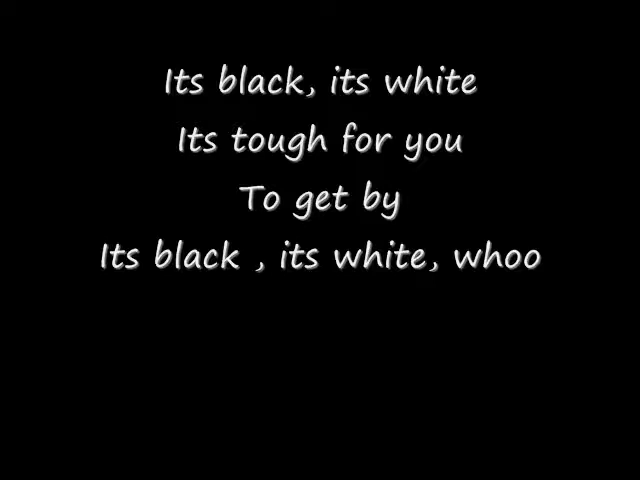 Its black, its white
Its tough for you
To get by
Its black , its white, whoo